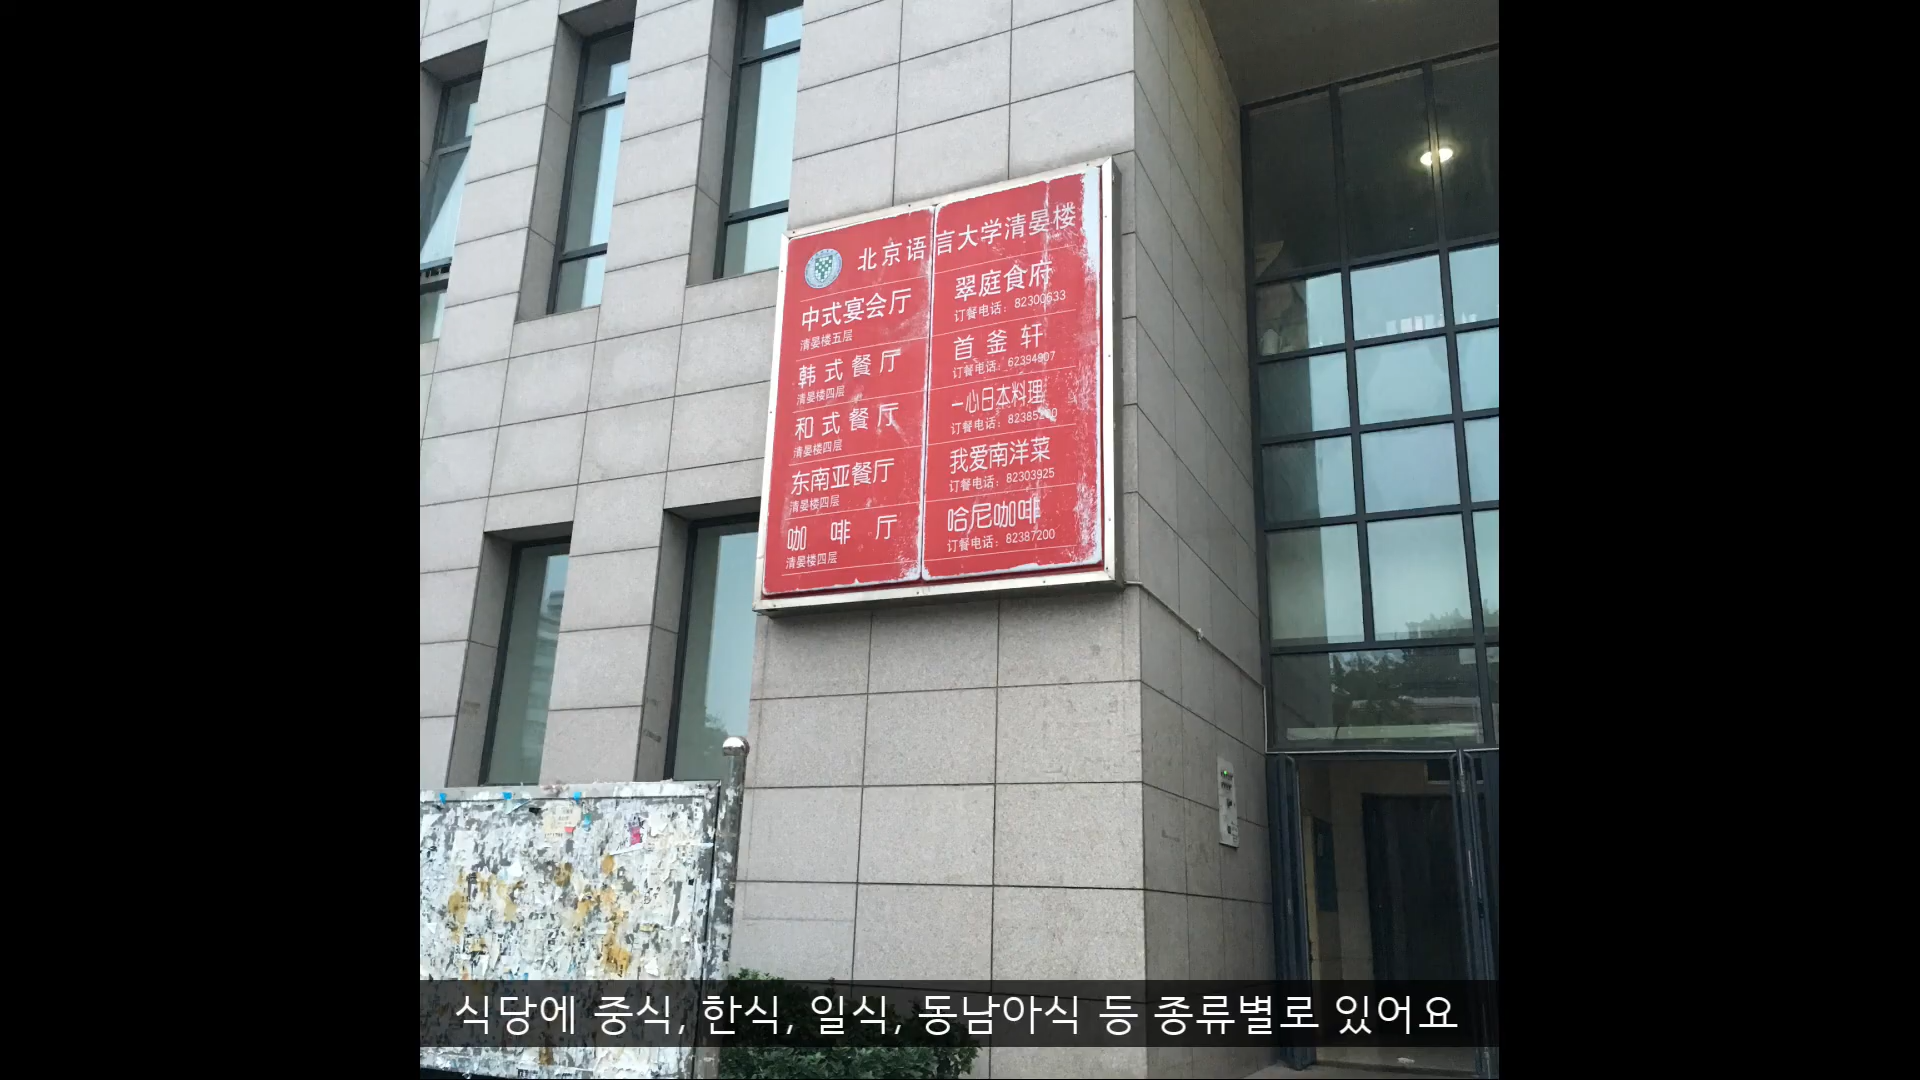 北京语言大学清晏楼
中式宴会厅
清晏楼五层
韩式餐厅
清晏楼四层
和式餐厅
清晏楼四层
东南亚餐厅
清晏楼四层
咖啡厅
清晏楼四层
翠庭食府
订餐电话：82300633
首釜轩
订餐电话：62394907
一心日本料理
订餐电话：
我爱南洋菜
订餐电话：82303925
哈尼咖啡
订餐电话：82387200
식당에 중식, 한식, 일식, 동남아식 등 종류별로 있어요